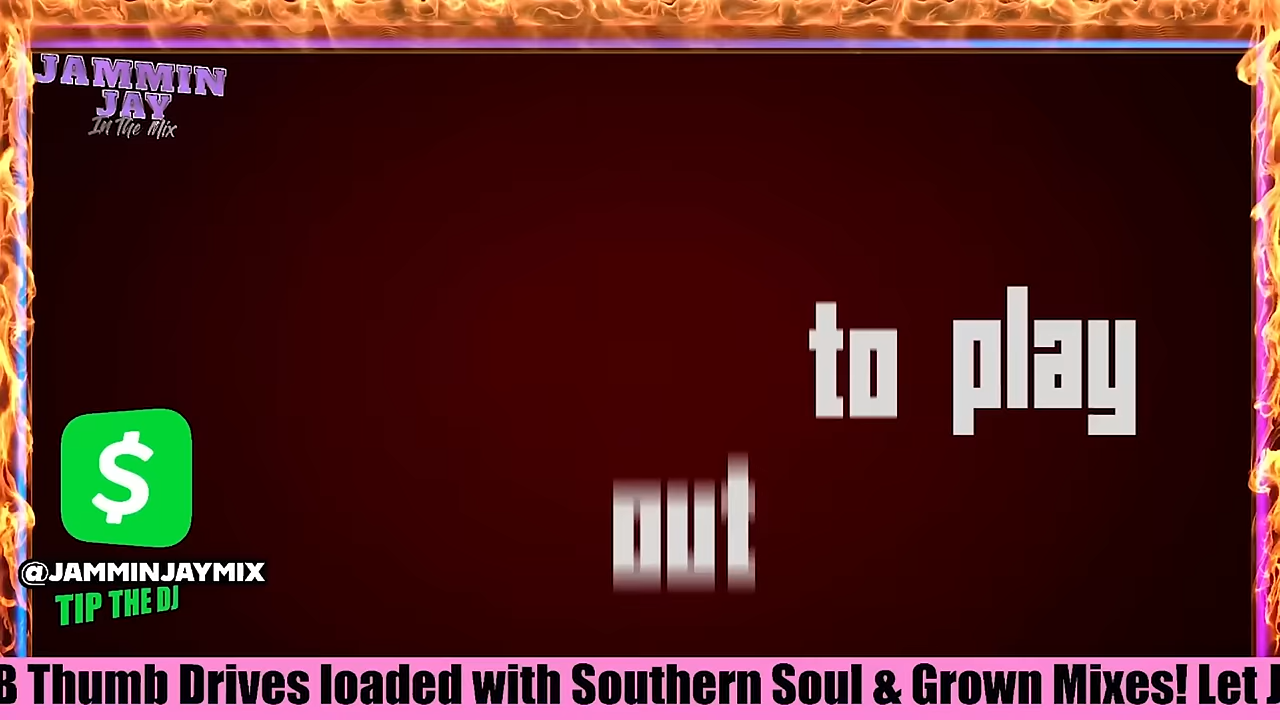 JAMMIN
JAY
In The Mix
to play
out
$
@JAMMINJAYMIX
TIP THE DJ
B Thumb Drives loaded with Southern Soul & Grown Mixes! Let J